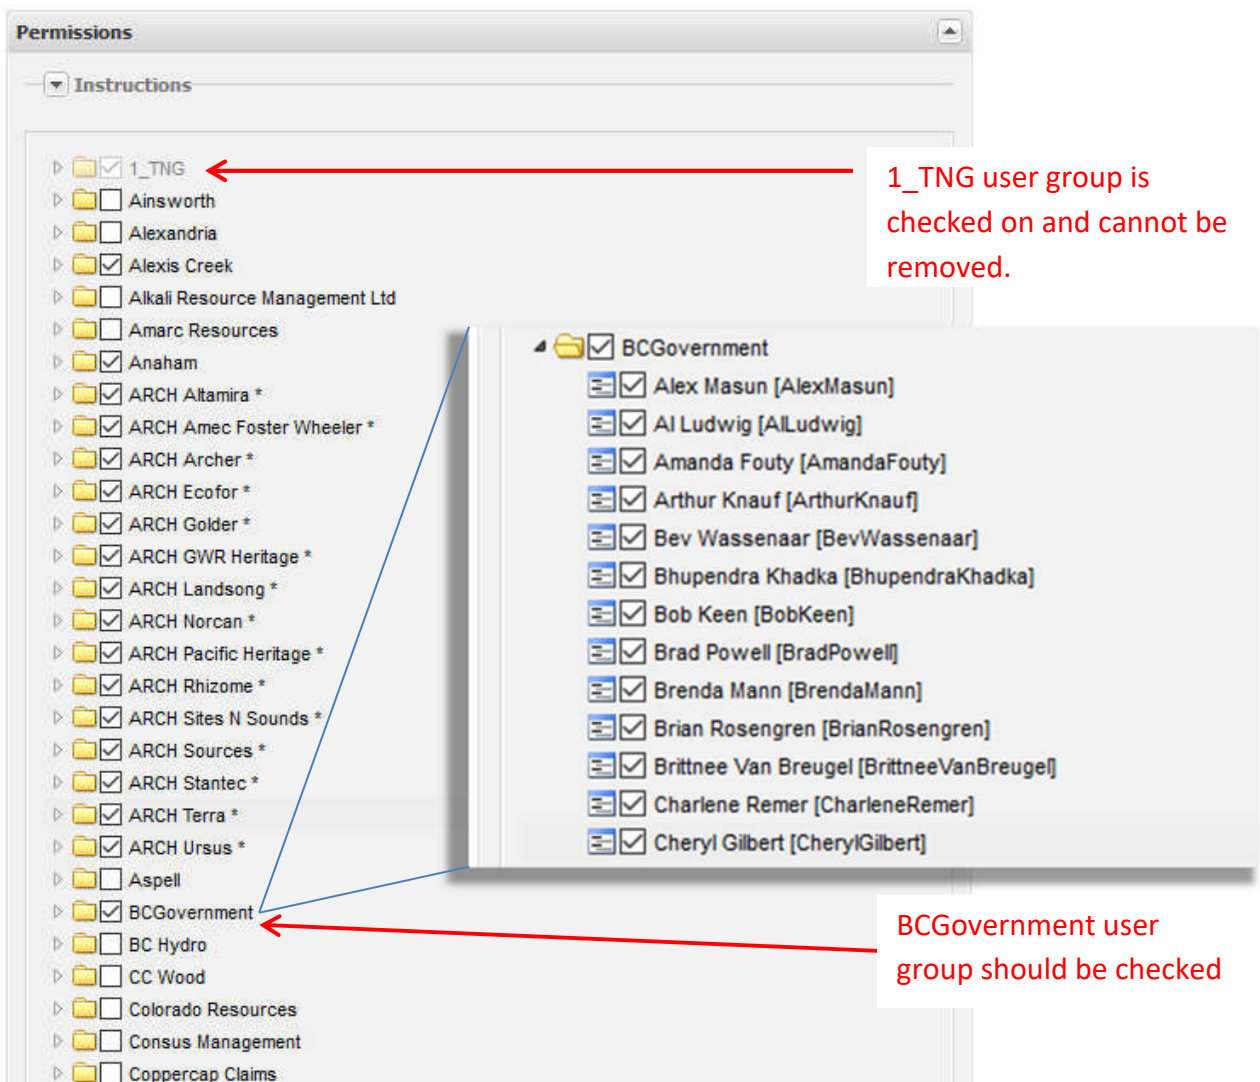 Permissions
Instructions
1_TNG
Ainsworth
Alexandria
Alexis Creek
Alkali Resource Management Ltd
Amarc Resources
Anaham
ARCH Altamira *
ARCH Amec Foster Wheeler *
ARCH Archer *
ARCH Ecofor *
ARCH Golder *
ARCH GWR Heritage *
ARCH Landsong *
ARCH Norcan *
ARCH Pacific Heritage *
ARCH Rhizome *
ARCH Sites N Sounds *
ARCH Sources *
ARCH Stantec *
ARCH Terra *
ARCH Ursus *
Aspell
BCGovernment
BC Hydro
CC Wood
Colorado Resources
Consus Management
Coppercap Claims
1_TNG user group is
checked on and cannot be
removed.
BCGovernment
Alex Masun [AlexMasun]
Al Ludwig [AlLudwig]
Amanda Fouty [AmandaFouty]
Arthur Knauf [ArthurKnauf]
Bev Wassenaar [BevWassenaar]
Bhupendra Khadka [BhupendraKhadka]
Bob Keen [BobKeen]
Brad Powell [BradPowell]
Brenda Mann [BrendaMann]
Brian Rosengren [BrianRosengren]
Brittnee Van Breugel [BrittneeVanBreugel]
Charlene Remer [CharleneRemer]
Cheryl Gilbert [CherylGilbert]
BCGovernment user
group should be checked